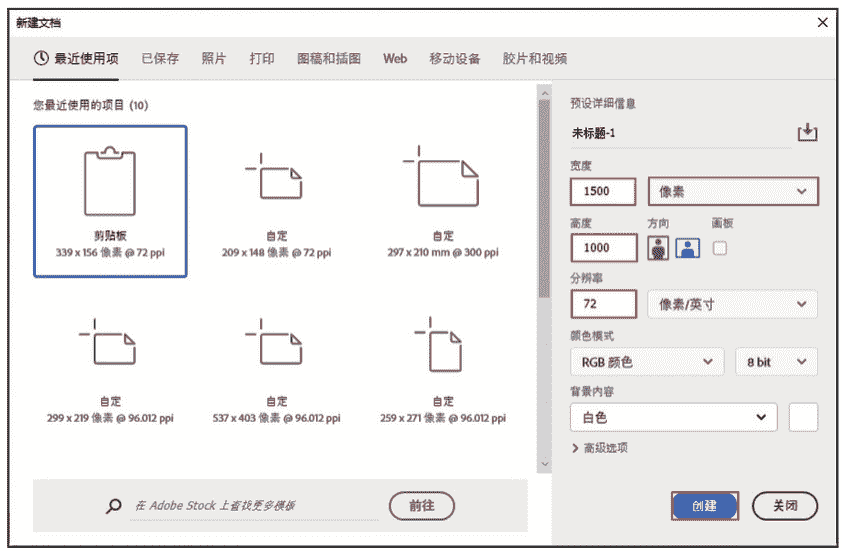 新建文档
最近使用项 已保存 照片 打印 图稿和插图 Web 移动设备 胶片和视频
您最近使用的项目 (10)
剪贴板
339 x 156 像素 @ 72 ppi
自定
209 x 148 像素 @ 72 ppi
自定
297 x 210 mm @ 300 ppi
自定
299 x 219 像素 @ 96.012 ppi
自定
537 x 403 像素 @ 96.012 ppi
自定
259 x 271 像素 @ 96.012 ppi
在 Adobe Stock 上查找更多模板
前往
预设详细信息
未标题-1
宽度
1500 像素
高度 方向 画板
1000
分辨率
72 像素/英寸
颜色模式
RGB 颜色 8 bit
背景内容
白色
高级选项
创建 关闭